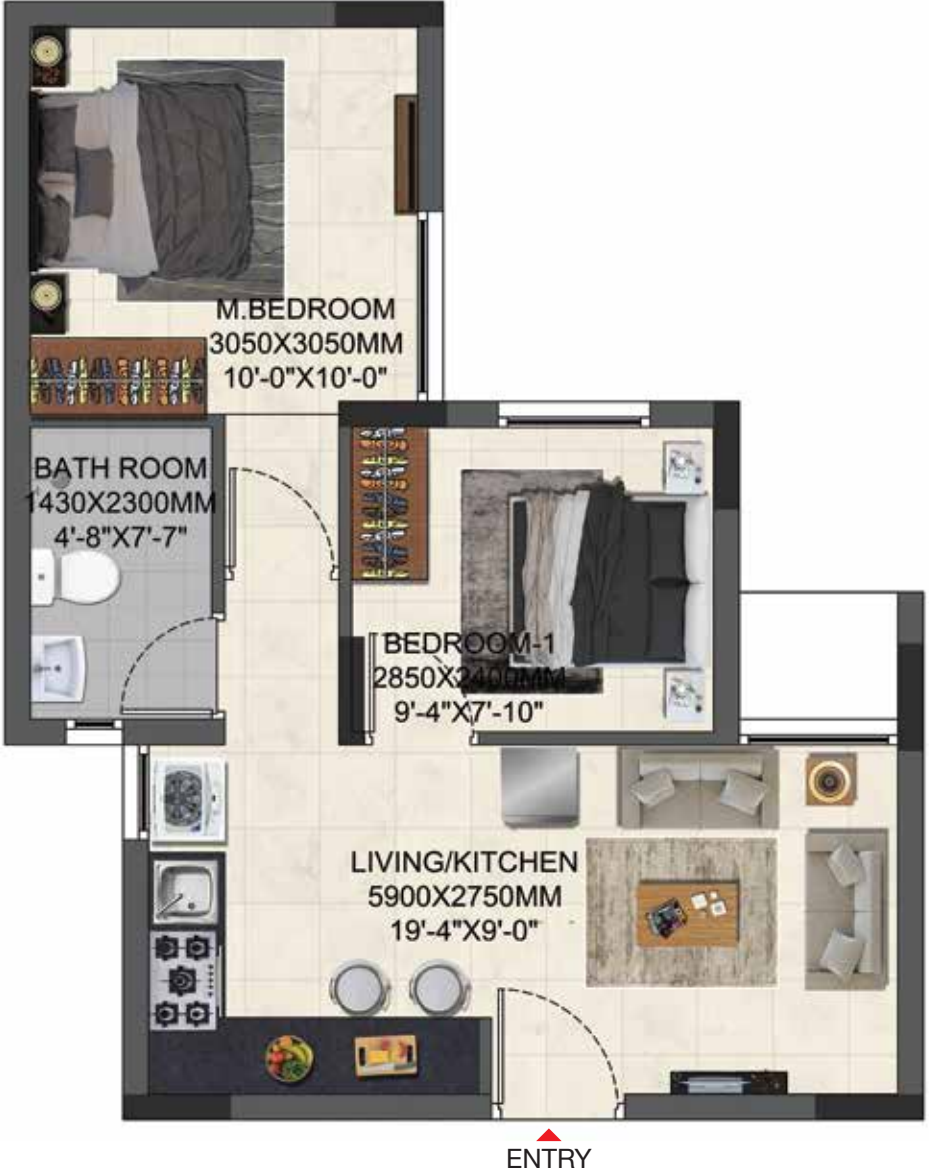 M.BEDROOM
3050X3050MM
10'-0"X10'-0"
BATH ROOM
1430X2300MM
4'-8"X7'-7"
BEDROOM-1
2850X2400MM
9'-4"X7'-10"
LIVING/KITCHEN
5900X2750MM
19'-4"X9'-0"
ENTRY